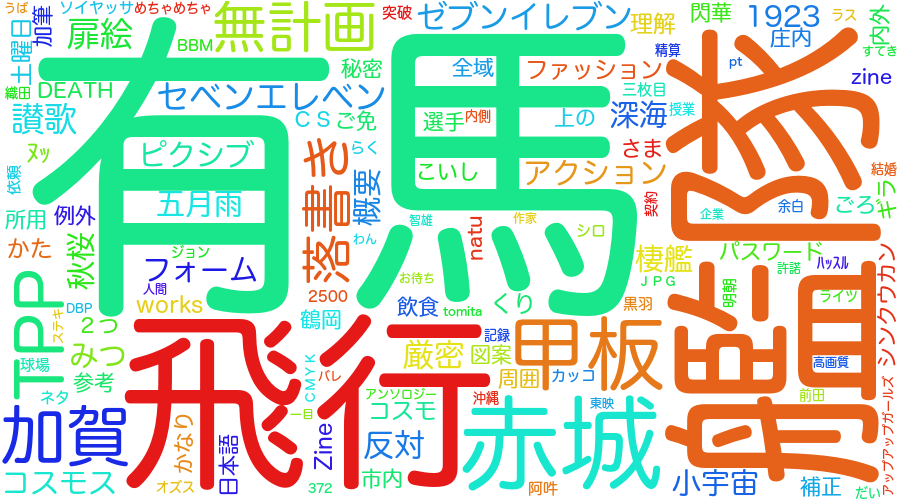 うぱ
ソイヤッサ
めちゃめちゃ
無計画
突破
ゼブンイレブン
理解
閃華
1923
ラス
内外
加筆
扉絵
BBM
庄内
すてき
土曜日
秘密
全域
ファッション
精算
pt
zine
織田
DEATH
セベンエレベン
三枚目
讃歌
CS
ご免
選手
内側
上の
深海
授業
ヌッ
ピクシブ
落書き
概要
らく
こいし
アクション
さま
結婚
依頼
五月雨
智雄
作家
契約
企業
余白
ごろ
ギラ
所用
例外
有馬
natu
シロ
わん
かた
秋桜
ジョン
フォーム
人間
お待ち
棲艦
JPG
パスワード
許諾
ハッスル
シンクウカン
TPP
DBP
works
2500
飲食
tomita
くり
黒羽
明朝
ライツ
ステキ
2つ
鶴岡
記録
艦隊
球場
みつ
飛行
CMYK
バレ
厳密
図案
甲板
高画質
参考
周囲
カッコ
ネタ
アンソロジー
沖縄
東映
前田
加賀
かなり
日本語
一目
Zine
コスモ
反対
赤城
アップアップガールズ
コスモス
オズス
372
市内
阿吽
小宇宙
補正
だい